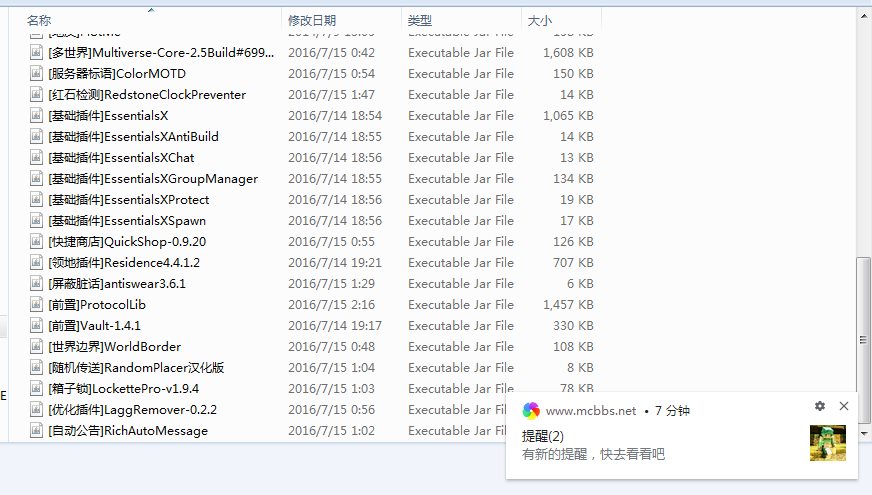 名称 修改日期 类型 大小
[多世界]Multiverse-Core-2.5Build#699... 2016/7/15 0:42 Executable Jar File 1,608 KB
[服务器标语]ColorMOTD 2016/7/15 0:54 Executable Jar File 150 KB
[红石检测]RedstoneClockPreventer 2016/7/15 1:47 Executable Jar File 14 KB
[基础插件]EssentialsX 2016/7/14 18:54 Executable Jar File 1,065 KB
[基础插件]EssentialsXAntiBuild 2016/7/14 18:55 Executable Jar File 14 KB
[基础插件]EssentialsXChat 2016/7/14 18:56 Executable Jar File 13 KB
[基础插件]EssentialsXGroupManager 2016/7/14 18:55 Executable Jar File 134 KB
[基础插件]EssentialsXProtect 2016/7/14 18:56 Executable Jar File 19 KB
[基础插件]EssentialsXSpawn 2016/7/14 18:56 Executable Jar File 17 KB
[快捷商店]QuickShop-0.9.20 2016/7/15 0:55 Executable Jar File 126 KB
[领地插件]Residence4.4.1.2 2016/7/14 19:21 Executable Jar File 707 KB
[屏蔽脏话]antiswear3.6.1 2016/7/15 1:29 Executable Jar File 6 KB
[前置]ProtocolLib 2016/7/15 2:16 Executable Jar File 1,457 KB
[前置]Vault-1.4.1 2016/7/14 19:17 Executable Jar File 330 KB
[世界边界]WorldBorder 2016/7/15 0:48 Executable Jar File 108 KB
[随机传送]RandomPlacer汉化版 2016/7/15 1:04 Executable Jar File 8 KB
[箱子锁]LockettePro-v1.9.4 2016/7/15 1:03 Executable Jar File 78 KB
[优化插件]LaggRemover-0.2.2 2016/7/15 0:56 Executable Jar File
[自动公告]RichAutoMessage 2016/7/15 1:02 Executable Jar File
www.mcbbs.net • 7 分钟
提醒(2)
有新的提醒，快去看看吧